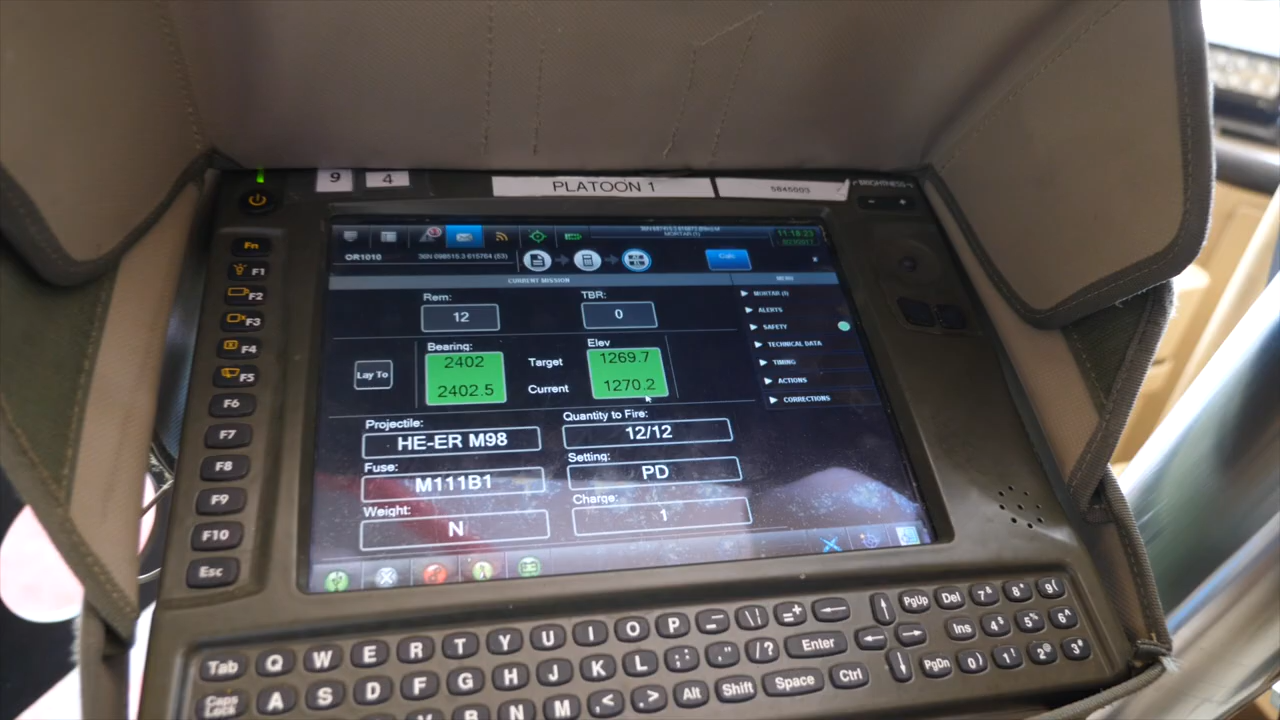 9 4 PLATOON 1 5845003 BRIGHTNESS
- +
OR1010
Calc
CURRENT MISSION MENU
Rem: TBR:
12 0
Bearing: Elev
2402 Target 1269.7
Lay To
2402.5 Current 1270.2
Projectile: Quantity to Fire:
HE-ER M98 12/12
Fuse: Setting:
M111B1 PD
Weight: Charge:
N 1
MORTAR (1)
ALERTS
SAFETY
TECHNICAL DATA
TIMING
ACTIONS
CORRECTIONS
Fn
F1
F2
F3
F4
F5
F6
F7
F8
F9
F10
Esc
Tab Q W E R T Y U I O P - \| =+ PgUp Del 7& 8* 9(
Caps Lock A S D F G H J K L ;: ," /? Enter Ins 4$ 5% 6^
N M < .> Alt Shift Space Ctrl PgDn 0) 1! 2@ 3#